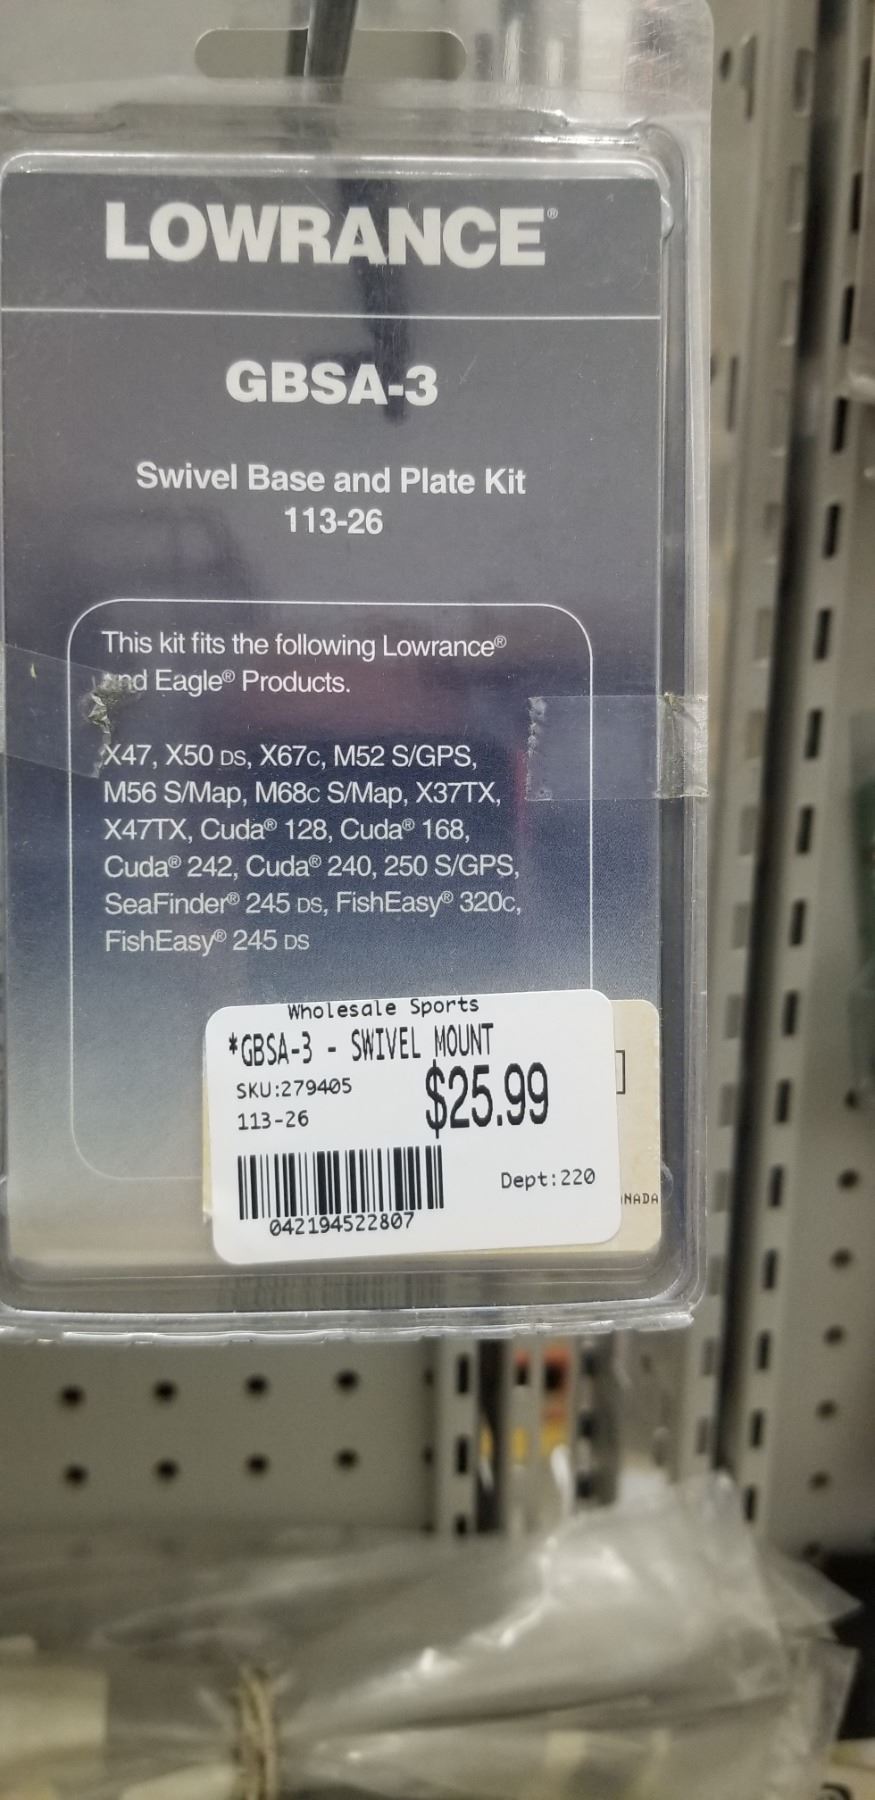 LOWRANCE®
GBSA-3
Swivel Base and Plate Kit
113-26
This kit fits the following Lowrance®
and Eagle® Products.
X47, X50 DS, X67C, M52 S/GPS,
M56 S/Map, M68C S/Map, X37TX,
X47TX, Cuda® 128, Cuda® 168,
Cuda® 242, Cuda® 240, 250 S/GPS,
SeaFinder® 245 DS, FishEasy® 320C,
FishEasy® 245 DS
Wholesale Sports
*GBSA-3 - SWIVEL MOUNT
SKU:279405
$25.99
113-26
Dept:220
042194522807
NADA